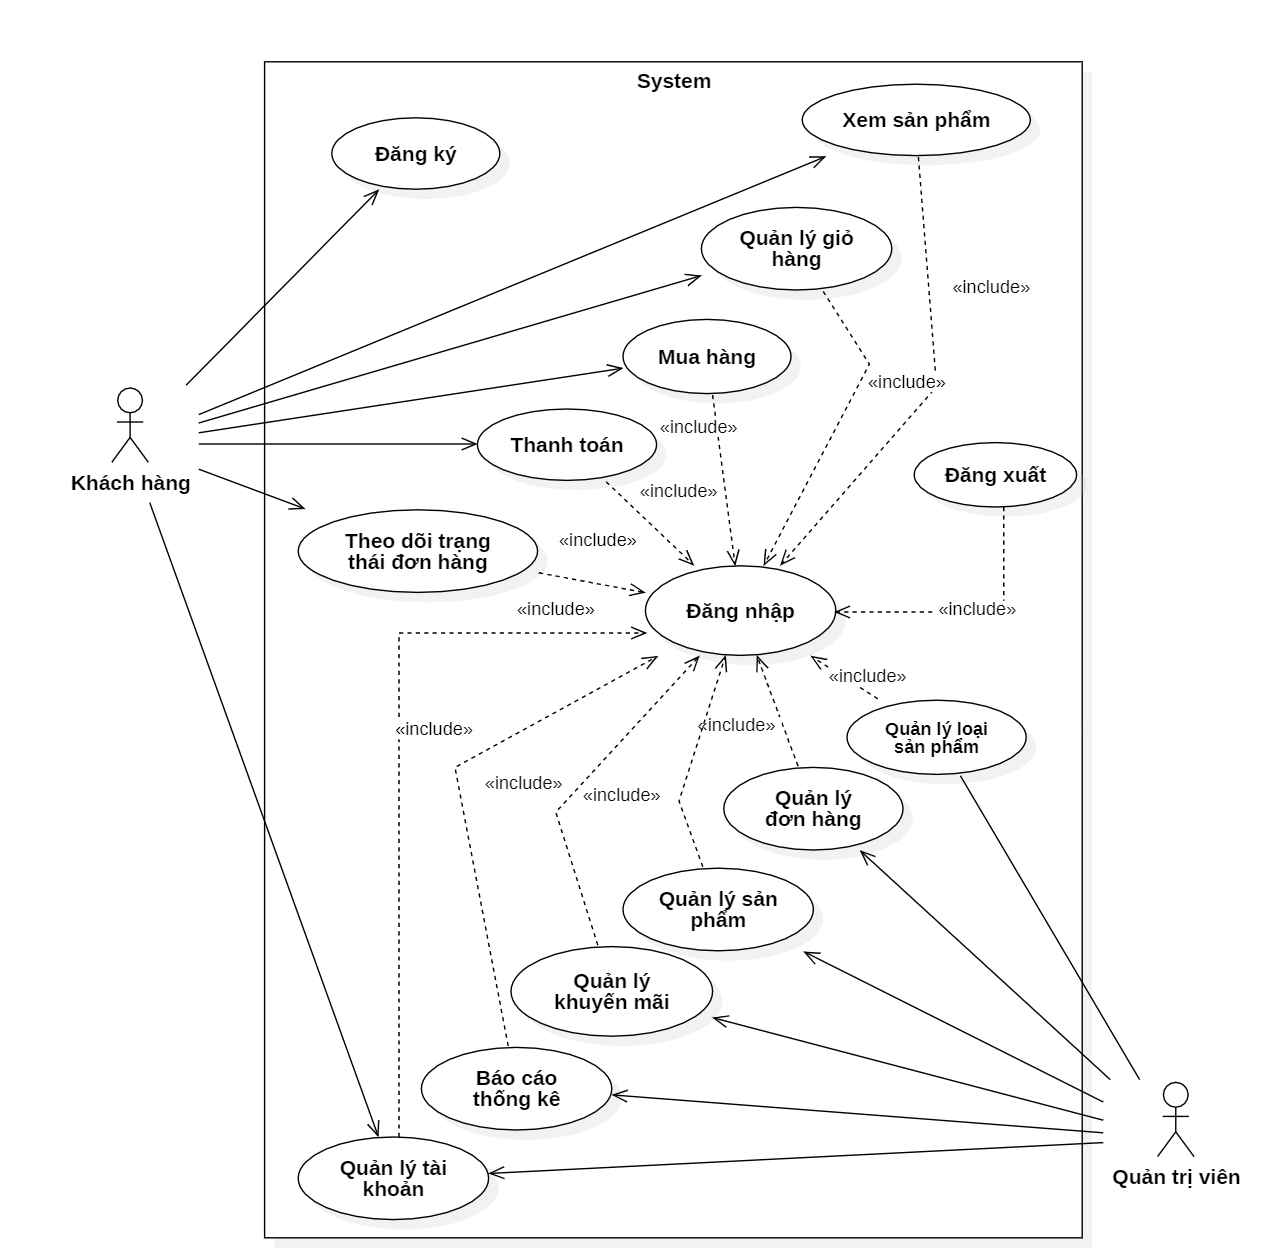 System
Xem sản phẩm
Đăng ký
Quản lý giỏ
hàng
«include»
Mua hàng
«include»
«include»
Thanh toán
Đăng xuất
Khách hàng
«include»
Theo dõi trạng
thái đơn hàng
«include»
«include»
Đăng nhập
«include»
«include»
«include»
«include»
Quản lý loại
sản phẩm
«include»
«include»
Quản lý
đơn hàng
Quản lý sản
phẩm
Quản lý
khuyến mãi
Báo cáo
thống kê
Quản lý tài
khoản
Quản trị viên